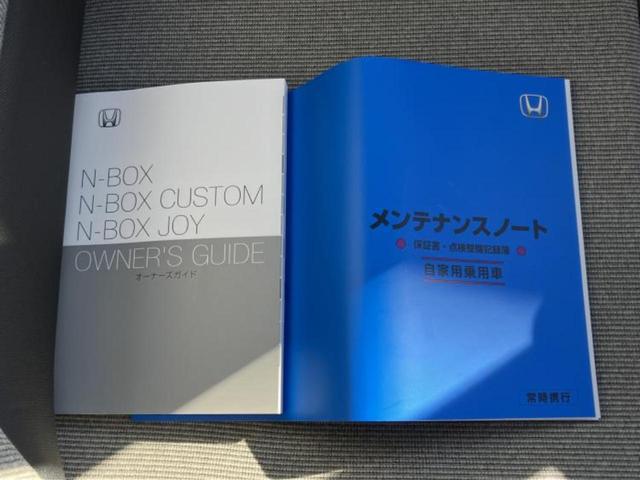 N-BOX
N-BOX CUSTOM
N-BOX JOY
OWNER'S GUIDE
オーナーズガイド
メンテナンスノート
保証書・点検整備記録簿
自家用乗用車
常時携行